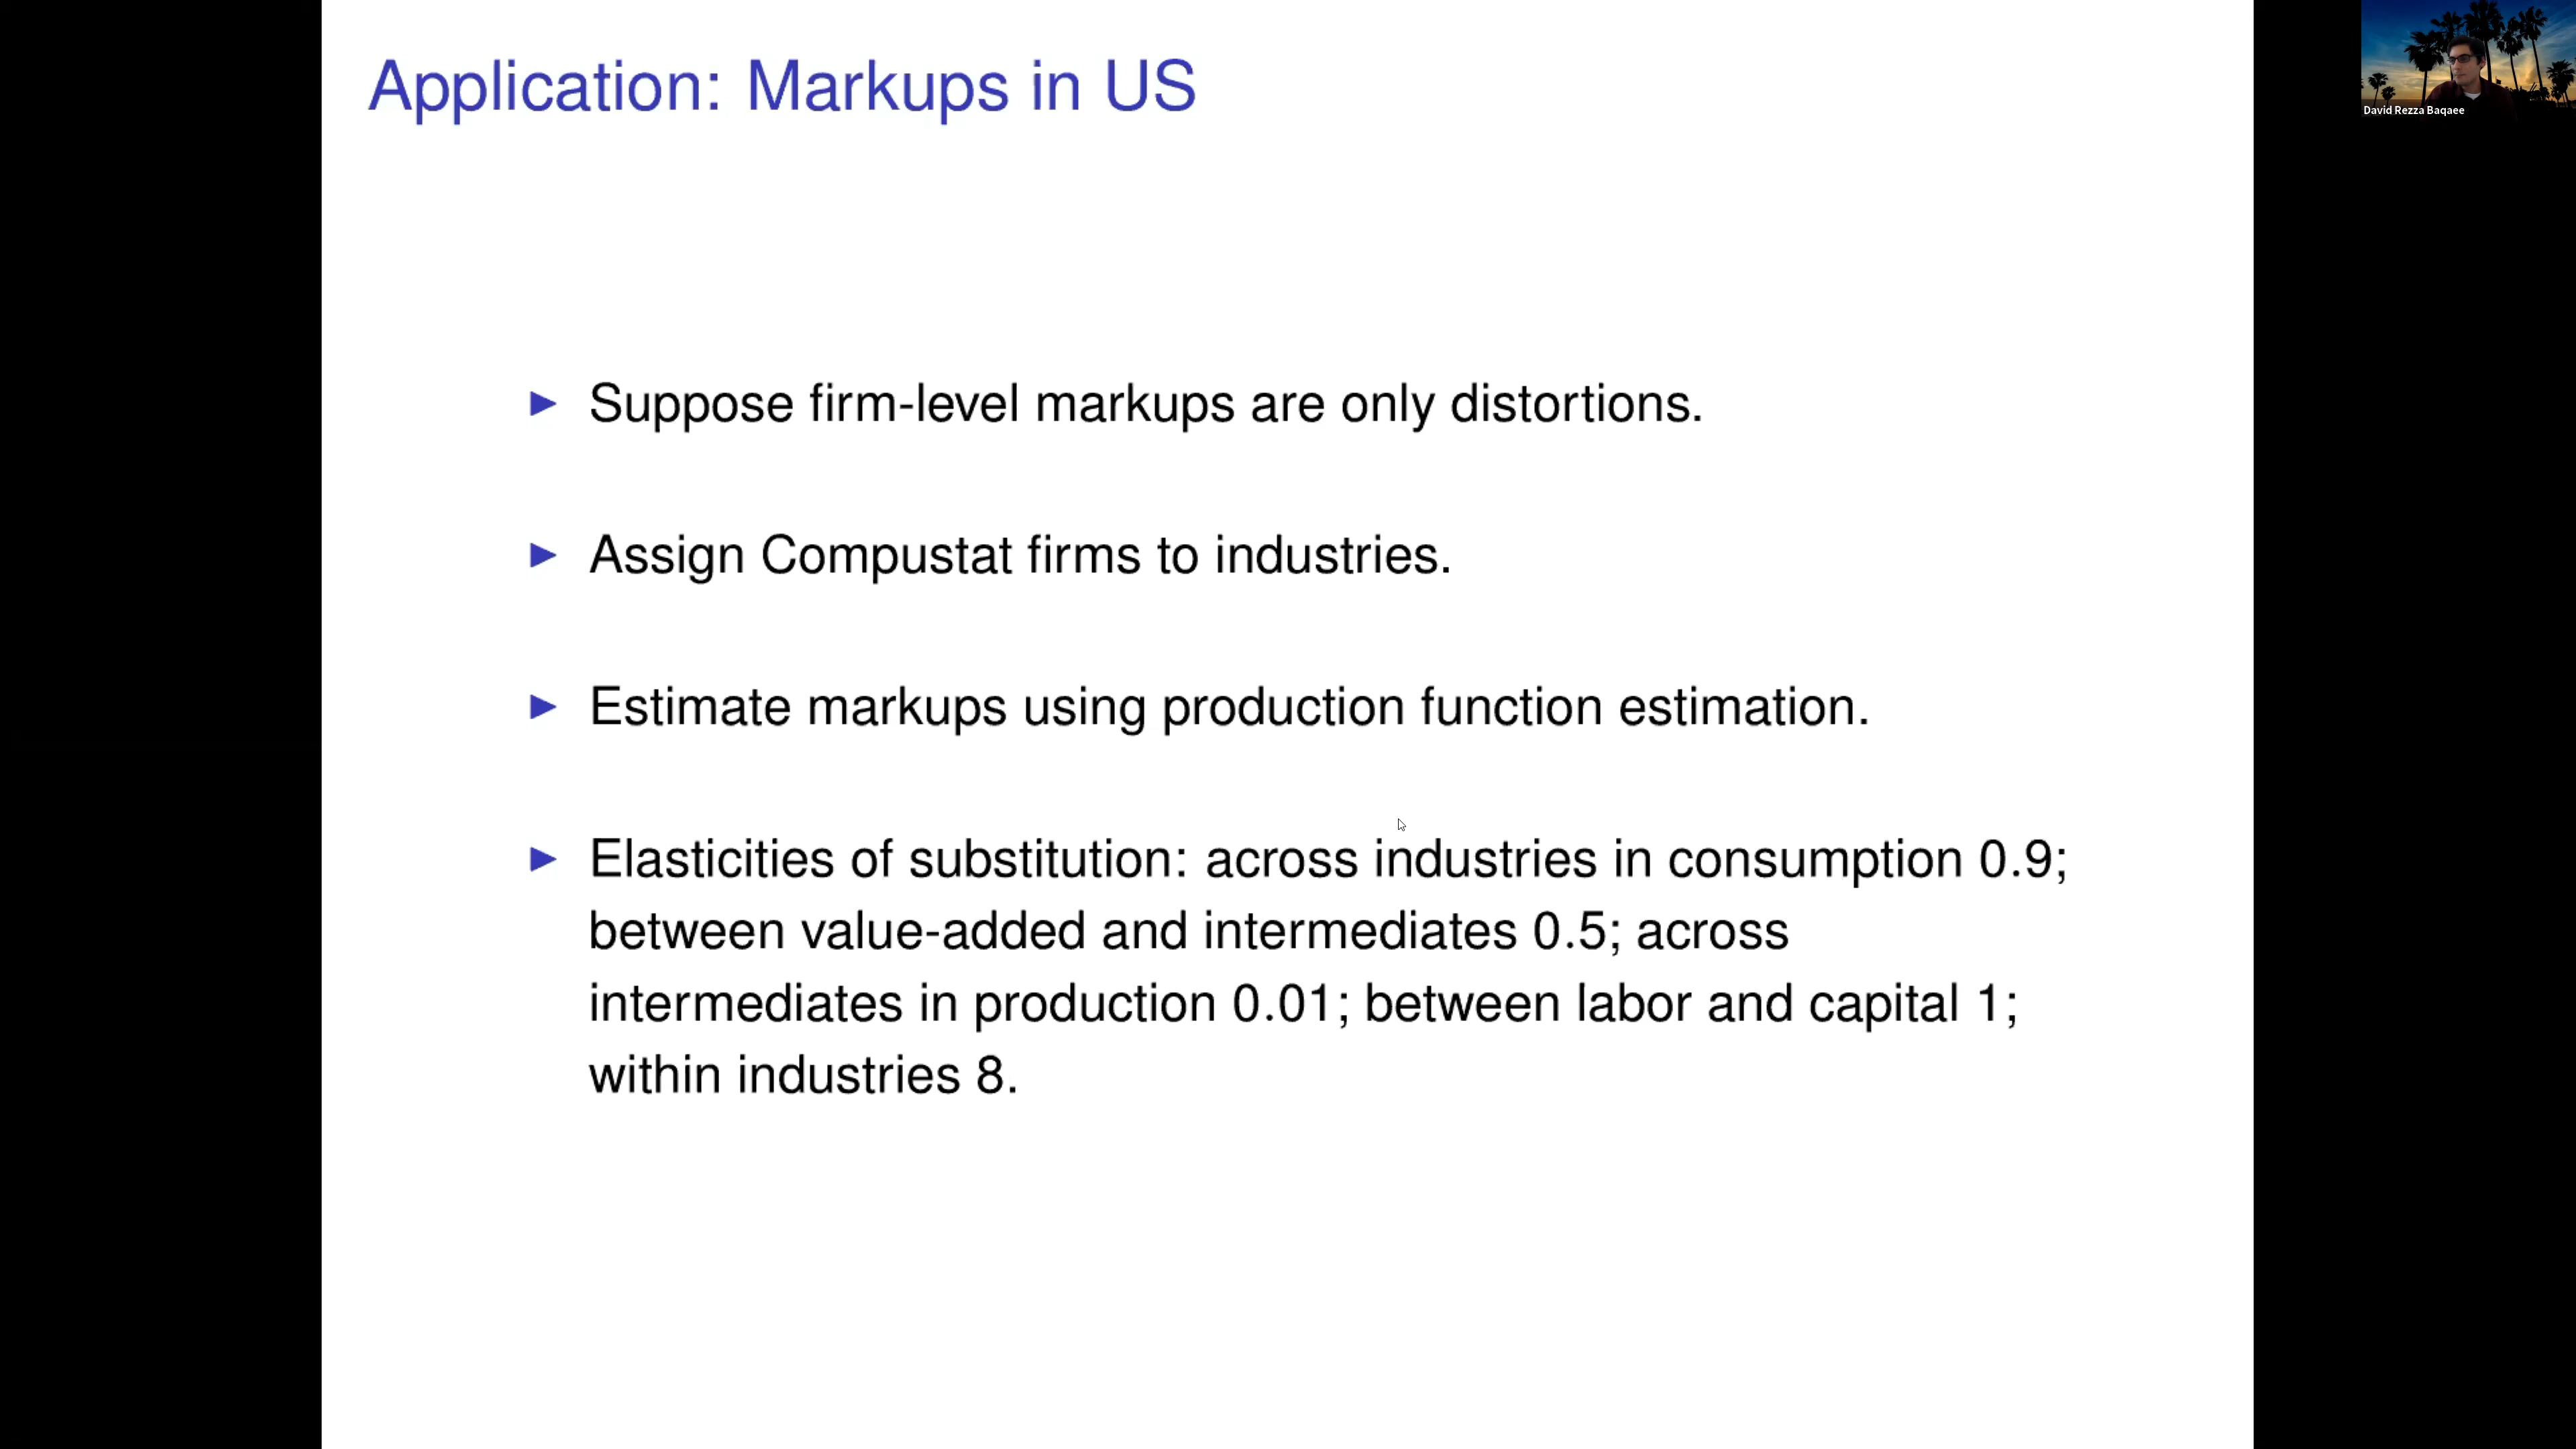 Application: Markups in US
David Rezza Baqaee
▶ Suppose firm-level markups are only distortions.
▶ Assign Compustat firms to industries.
▶ Estimate markups using production function estimation.
▶ Elasticities of substitution: across industries in consumption 0.9;
between value-added and intermediates 0.5; across
intermediates in production 0.01; between labor and capital 1;
within industries 8.